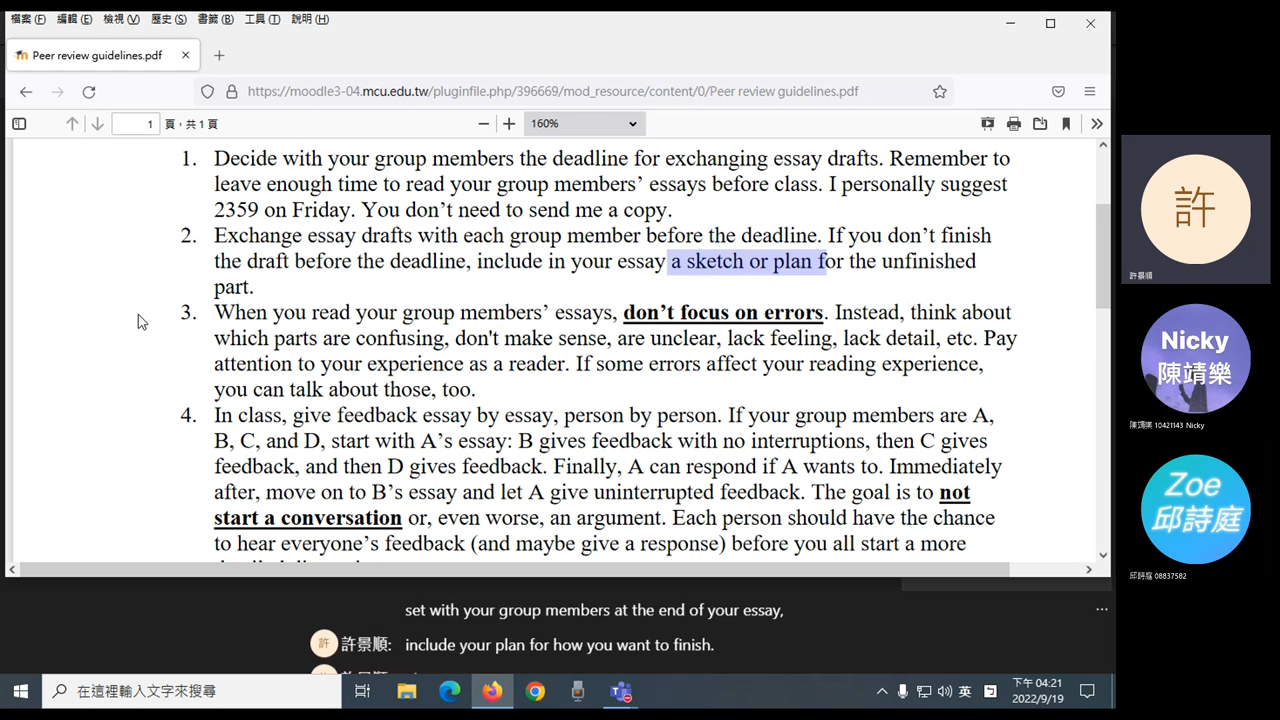 檔案(F) 編輯(E) 檢視(V) 歷史(S) 書籤(B) 工具(T) 說明(H)
Peer review guidelines.pdf
https://moodle3-04.mcu.edu.tw/pluginfile.php/396669/mod_resource/content/0/Peer review guidelines.pdf
1 頁，共 1 頁
160%
1. Decide with your group members the deadline for exchanging essay drafts. Remember to
leave enough time to read your group members’ essays before class. I personally suggest
2359 on Friday. You don’t need to send me a copy.
2. Exchange essay drafts with each group member before the deadline. If you don’t finish
the draft before the deadline, include in your essay a sketch or plan for the unfinished
part.
3. When you read your group members’ essays, don’t focus on errors. Instead, think about
which parts are confusing, don't make sense, are unclear, lack feeling, lack detail, etc. Pay
attention to your experience as a reader. If some errors affect your reading experience,
you can talk about those, too.
4. In class, give feedback essay by essay, person by person. If your group members are A,
B, C, and D, start with A’s essay: B gives feedback with no interruptions, then C gives
feedback, and then D gives feedback. Finally, A can respond if A wants to. Immediately
after, move on to B’s essay and let A give uninterrupted feedback. The goal is to not
start a conversation or, even worse, an argument. Each person should have the chance
to hear everyone’s feedback (and maybe give a response) before you all start a more
set with your group members at the end of your essay,
許 許景順: include your plan for how you want to finish.
在這裡輸入文字來搜尋
英
下午 04:21
2022/9/19
許
許景順
Nicky
陳靖樂
陳靖樂 10421143 Nicky
Zoe
邱詩庭
邱詩庭 08837582